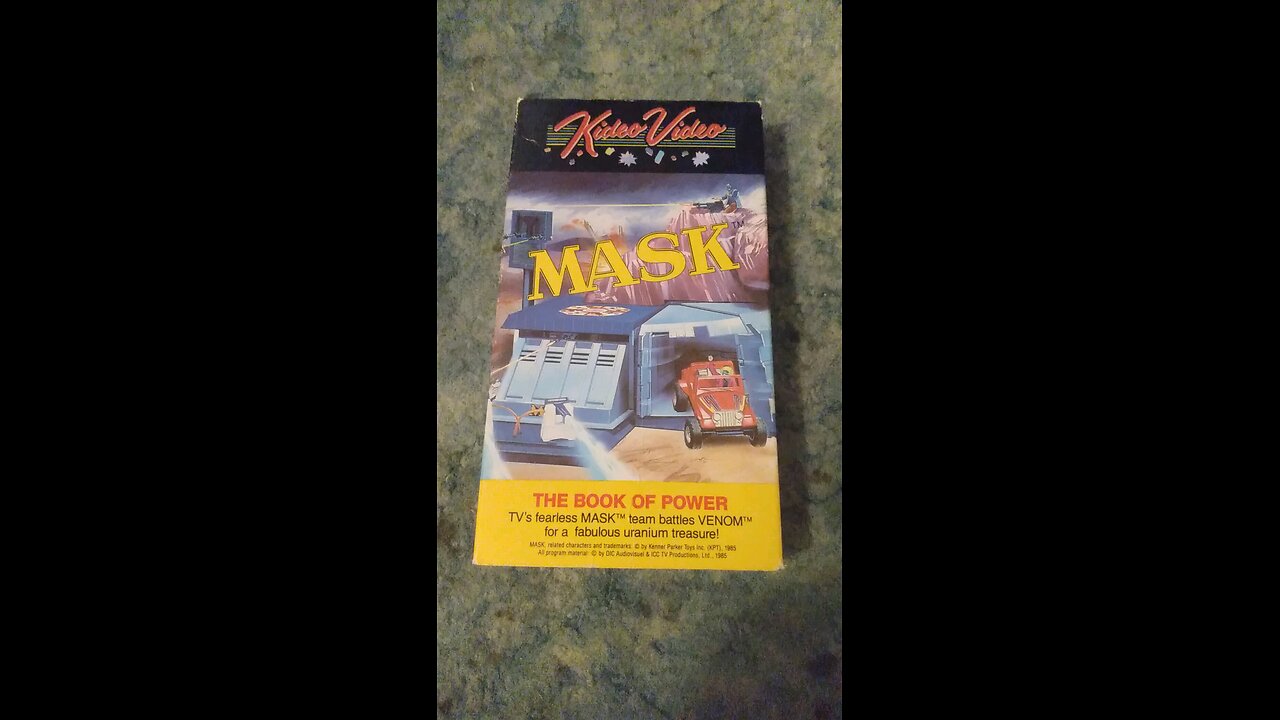 Kideo Video
MASK™
THE BOOK OF POWER
TV's fearless MASK™ team battles VENOM™
for a fabulous uranium treasure!
MASK, related characters and trademarks: © by Kenner Parker Toys Inc. (KPT), 1985
All program material: © by DIC Audiovisuel & ICC TV Productions, Ltd., 1985